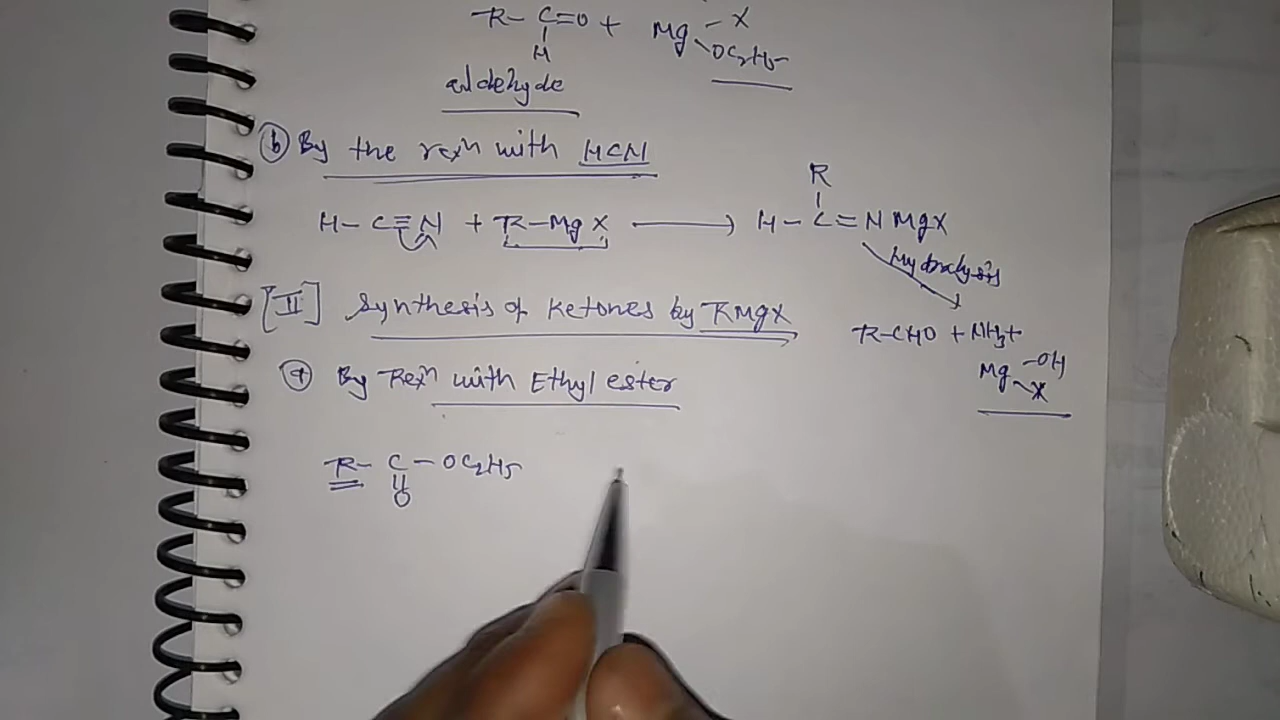 R–C=O + Mg–X
H
OC₂H₅
aldehyde
(b) By the rexⁿ with HCN
R
H–C≡N + R–MgX ⟶ H–C=NMgX
Hydrolysis
[II] Synthesis of Ketones by RMgX
R–CHO + NH₃ +
Mg–OH
X
(a) By Rexⁿ with Ethyl ester
R–C–OC₂H₅
O